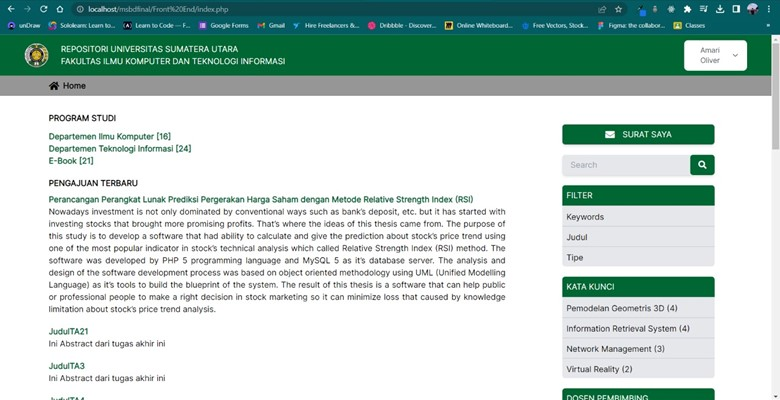 localhost/msbdfinal/Front%20End/index.php
unDraw
Sololearn: Learn to...
Learn to Code — F...
Google Forms
Gmail
Hire Freelancers &...
Dribbble - Discover...
Online Whiteboard...
Free Vectors, Stock...
Figma: the collabor...
Classes
REPOSITORI UNIVERSITAS SUMATERA UTARA
FAKULTAS ILMU KOMPUTER DAN TEKNOLOGI INFORMASI
Amari
Oliver
Home
PROGRAM STUDI
Departemen Ilmu Komputer [16]
Departemen Teknologi Informasi [24]
E-Book [21]
PENGAJUAN TERBARU
Perancangan Perangkat Lunak Prediksi Pergerakan Harga Saham dengan Metode Relative Strength Index (RSI)
Nowadays investment is not only dominated by conventional ways such as bank's deposit, etc. but it has started with
investing stocks that brought more promising profits. That's where the ideas of this thesis came from. The purpose of
this study is to develop a software that had ability to calculate and give the prediction about stock's price trend using
one of the most popular indicator in stock's technical analysis which called Relative Strength Index (RSI) method. The
software was developed by PHP 5 programming language and MySQL 5 as it's database server. The analysis and
design of the software development process was based on object oriented methodology using UML (Unified Modelling
Language) as it's tools to build the blueprint of the system. The result of this thesis is a software that can help public
or professional people to make a right decision in stock marketing so it can minimize loss that caused by knowledge
limitation about stock's price trend analysis.
JudulTA21
Ini Abstract dari tugas akhir ini
JudulTA3
Ini Abstract dari tugas akhir ini
JudulTA4
SURAT SAYA
Search
FILTER
Keywords
Judul
Tipe
KATA KUNCI
Pemodelan Geometris 3D (4)
Information Retrieval System (4)
Network Management (3)
Virtual Reality (2)
DOSEN PEMBIMBING